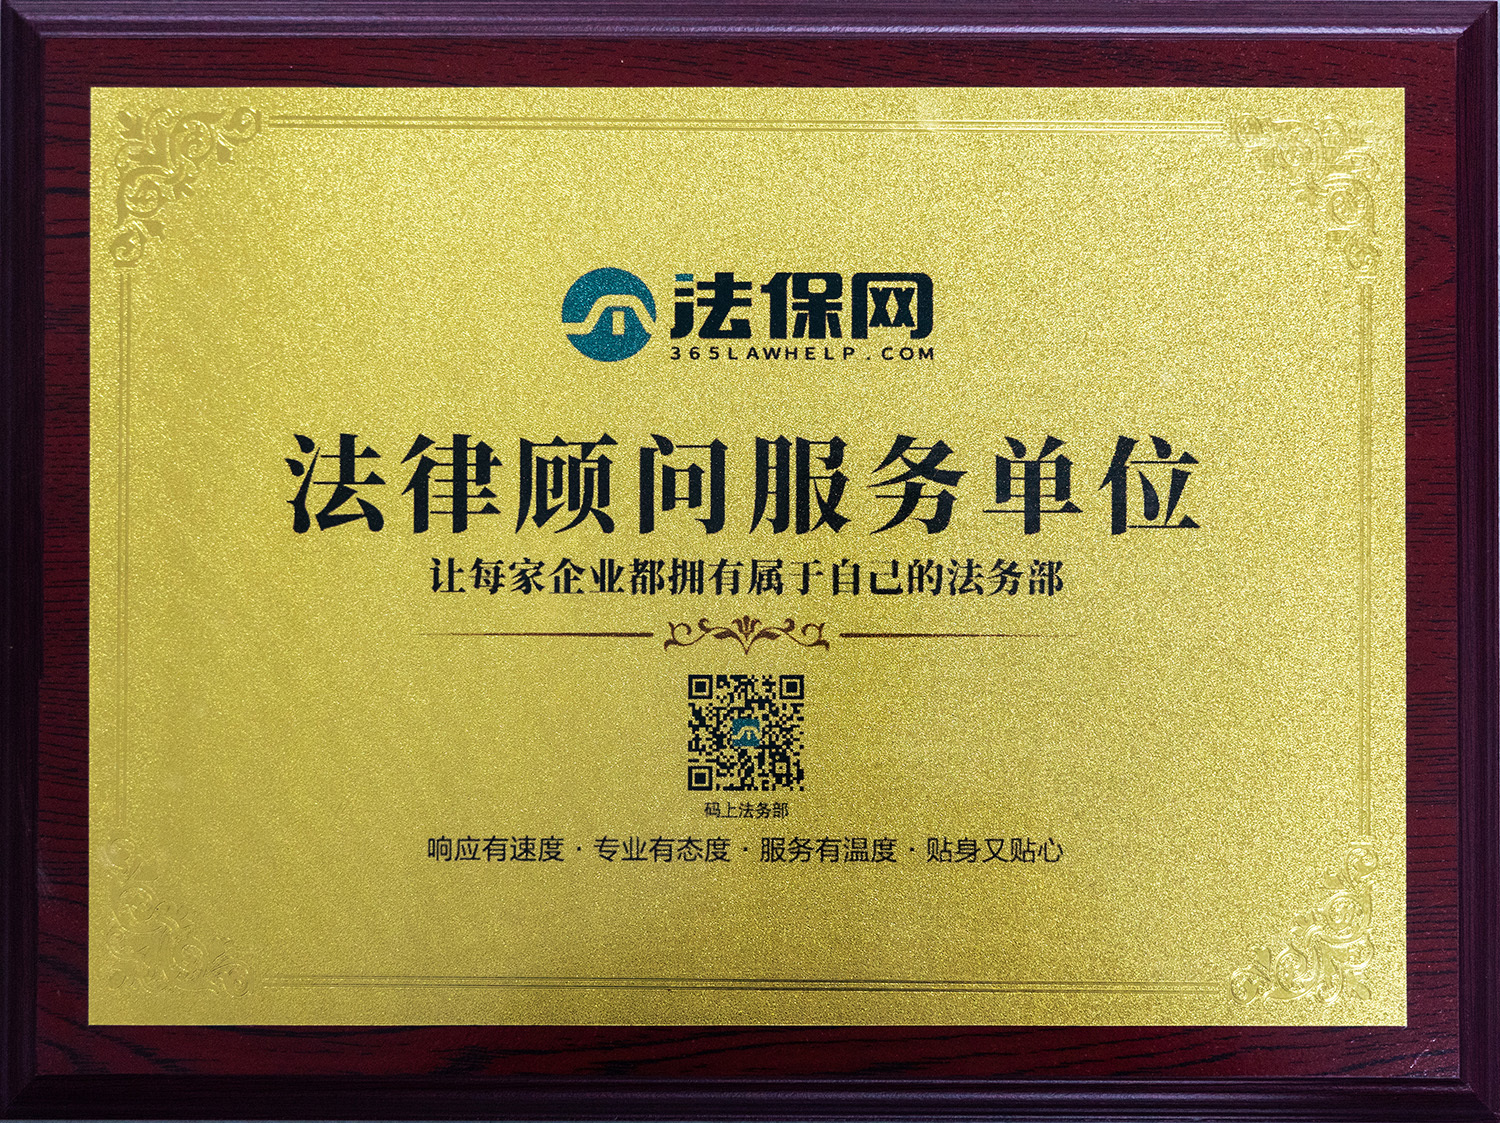 法保网
365LAWHELP.COM
法律顾问服务单位
让每家企业都拥有属于自己的法务部
码上法务部
响应有速度·专业有态度·服务有温度·贴身又贴心